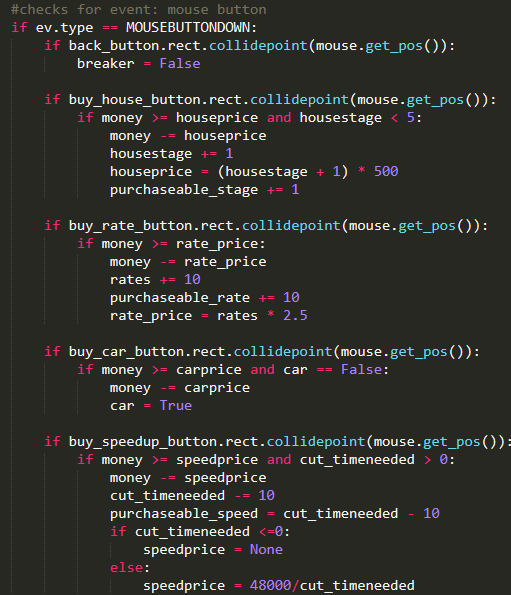 #checks for event: mouse button
if ev.type == MOUSEBUTTONDOWN:
if back_button.rect.collidepoint(mouse.get_pos()):
breaker = False
if buy_house_button.rect.collidepoint(mouse.get_pos()):
if money >= houseprice and housestage < 5:
money -= houseprice
housestage += 1
houseprice = (housestage + 1) * 500
purchaseable_stage += 1
if buy_rate_button.rect.collidepoint(mouse.get_pos()):
if money >= rate_price:
money -= rate_price
rates += 10
purchaseable_rate += 10
rate_price = rates * 2.5
if buy_car_button.rect.collidepoint(mouse.get_pos()):
if money >= carprice and car == False:
money -= carprice
car = True
if buy_speedup_button.rect.collidepoint(mouse.get_pos()):
if money >= speedprice and cut_timeneeded > 0:
money -= speedprice
cut_timeneeded -= 10
purchaseable_speed = cut_timeneeded - 10
if cut_timeneeded <=0:
speedprice = None
else:
speedprice = 48000/cut_timeneeded